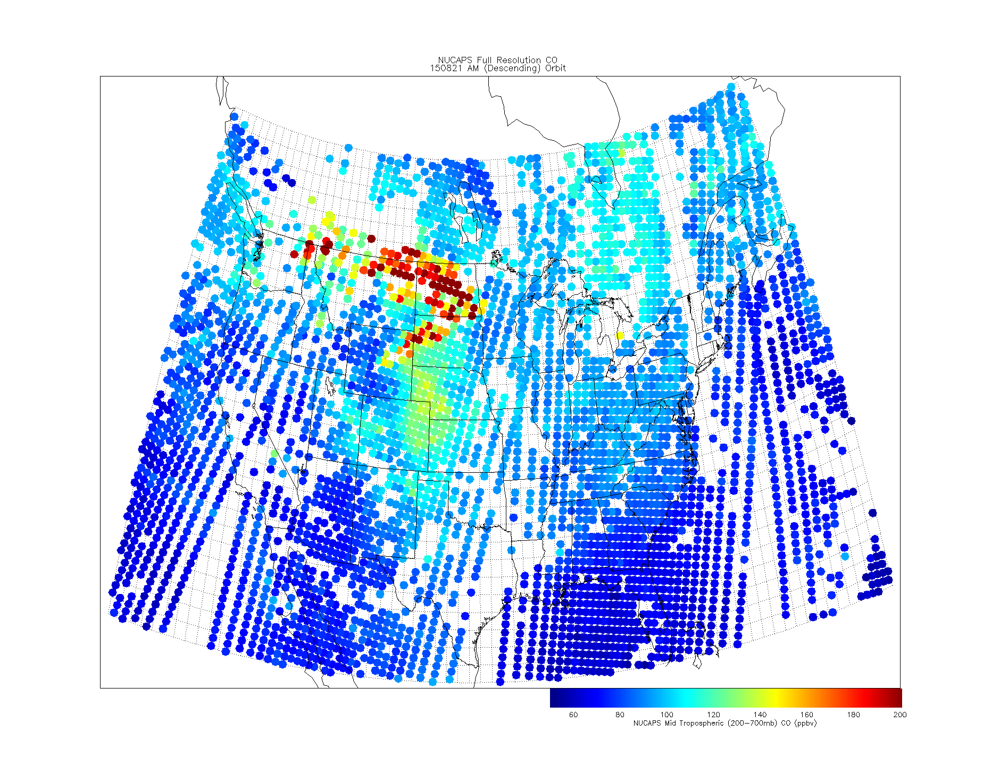 NUCAPS Full Resolution CO
150821 AM (Descending) Orbit
60 80 100 120 140 160 180 200
NUCAPS Mid Tropospheric (200-700mb) CO (ppbv)